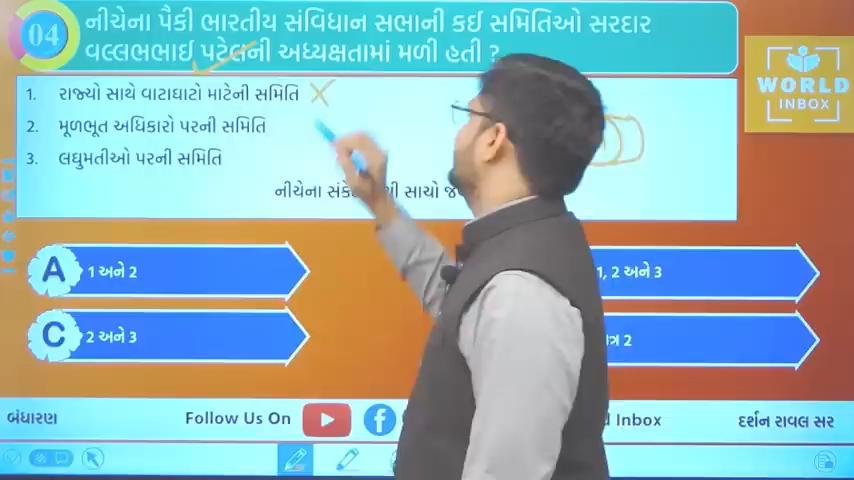 04
નીચેના પૈકી ભારતીય સંવિધાન સભાની કઇ સમિતિઓ સરદાર
વલ્લભભાઇ પટેલની અધ્યક્ષતામાં મળી હતી ?
WORLD
INBOX
1. રાજ્યો સાથે વાટાઘાટો માટેની સમિતિ
2. મૂળભૂત અધિકારો પરની સમિતિ
3. લઘુમતીઓ પરની સમિતિ
નીચેના સાચો
A 1 અને 2
1, 2 અને 3
C 2 અને 3
2
બંધારણ
Follow Us On
Inbox
દર્શન રાવલ સર